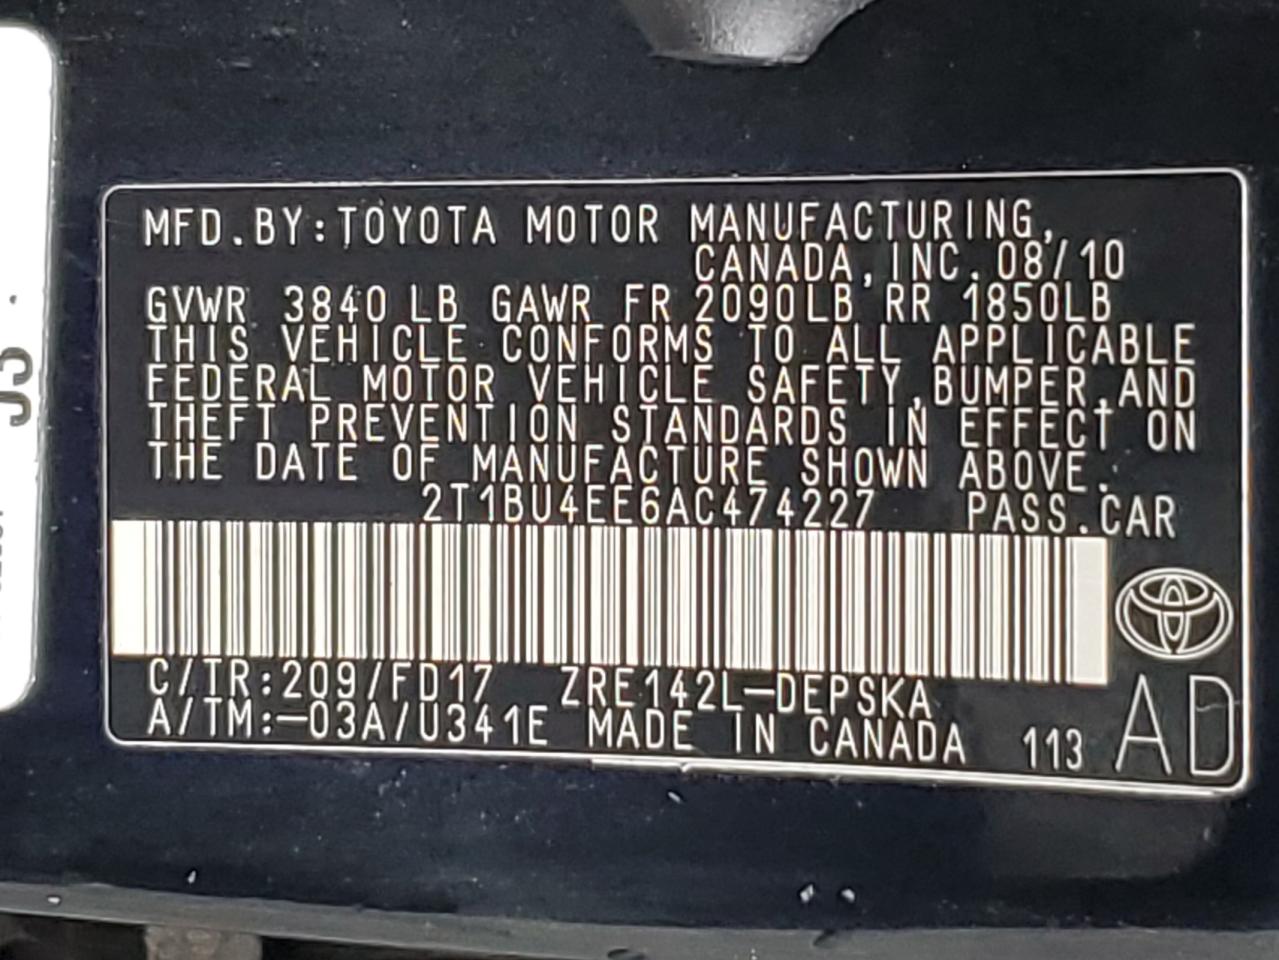 MFD.BY:TOYOTA MOTOR MANUFACTURING,
CANADA,INC. 08/10
GVWR 3840 LB GAWR FR 2090LB RR 1850LB
THIS VEHICLE CONFORMS TO ALL APPLICABLE
FEDERAL MOTOR VEHICLE SAFETY,BUMPER,AND
THEFT PREVENTION STANDARDS IN EFFECT ON
THE DATE OF MANUFACTURE SHOWN ABOVE.
2T1BU4EE6AC474227 PASS.CAR
C/TR:209/FD17 ZRE142L-DEPSKA
A/TM:-03A/U341E MADE IN CANADA 113 AD